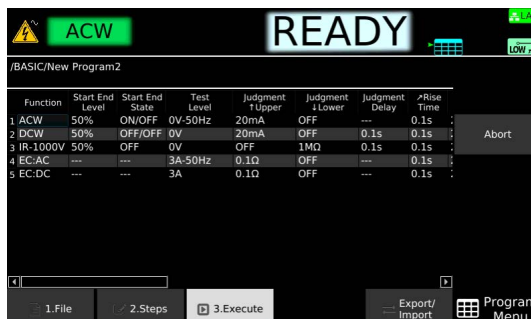 ACW
READY
LA
LOW
/BASIC/New Program2
Function Start End Level Start End State Test Level Judgment ↑Upper Judgment ↓Lower Judgment Delay ↗Rise Time
1 ACW 50% ON/OFF 0V-50Hz 20mA OFF --- 0.1s
2 DCW 50% OFF/OFF 0V 20mA OFF 0.1s 0.1s
3 IR-1000V 50% OFF 0V OFF 1MΩ 0.1s 0.1s
4 EC:AC --- --- 3A-50Hz 0.1Ω OFF --- 0.1s
5 EC:DC --- --- 3A 0.1Ω OFF --- 0.1s
Abort
1.File
2.Steps
3.Execute
Export/
Import
Program
Menu